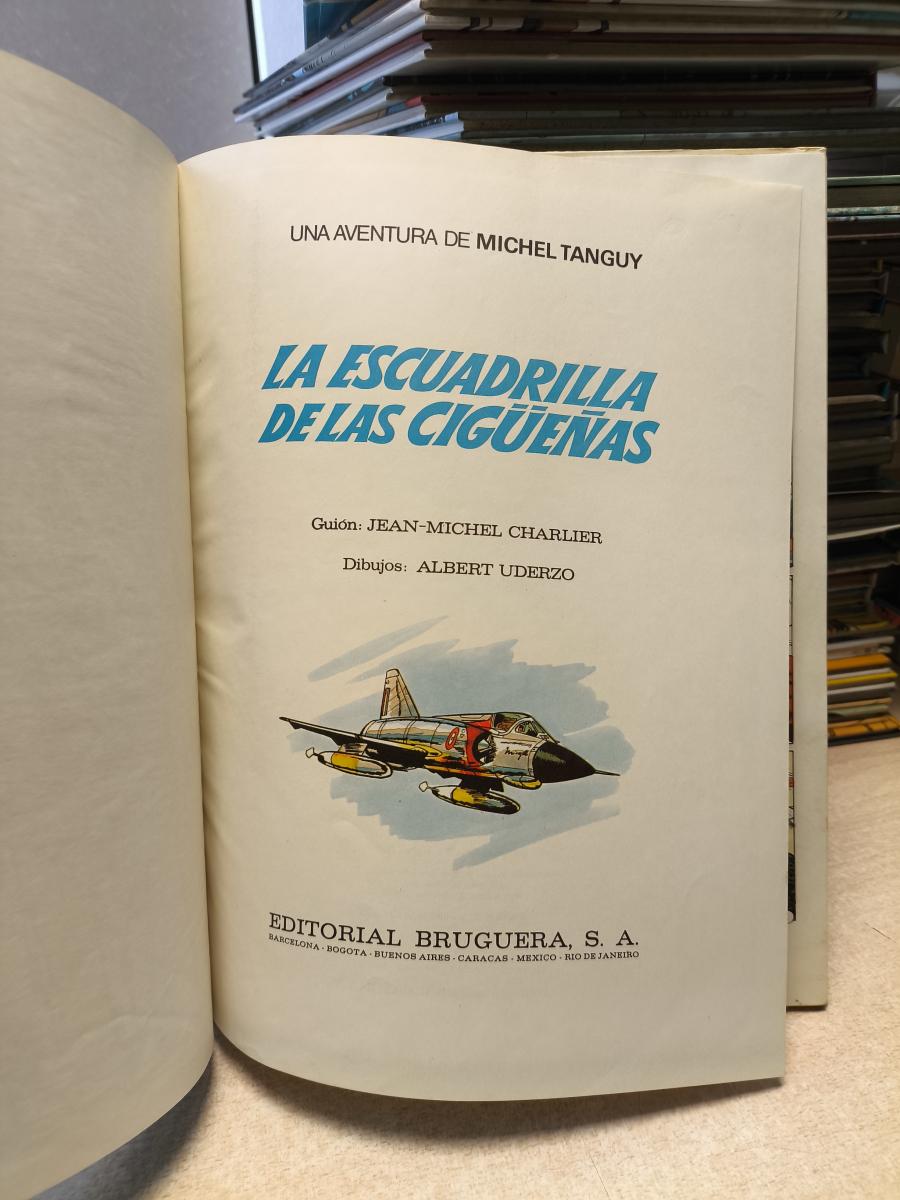 UNA AVENTURA DE MICHEL TANGUY
LA ESCUADRILLA
DE LAS CIGÜEÑAS
Guión: JEAN-MICHEL CHARLIER
Dibujos: ALBERT UDERZO
EDITORIAL BRUGUERA, S. A.
BARCELONA - BOGOTA - BUENOS AIRES - CARACAS - MEXICO - RIO DE JANEIRO